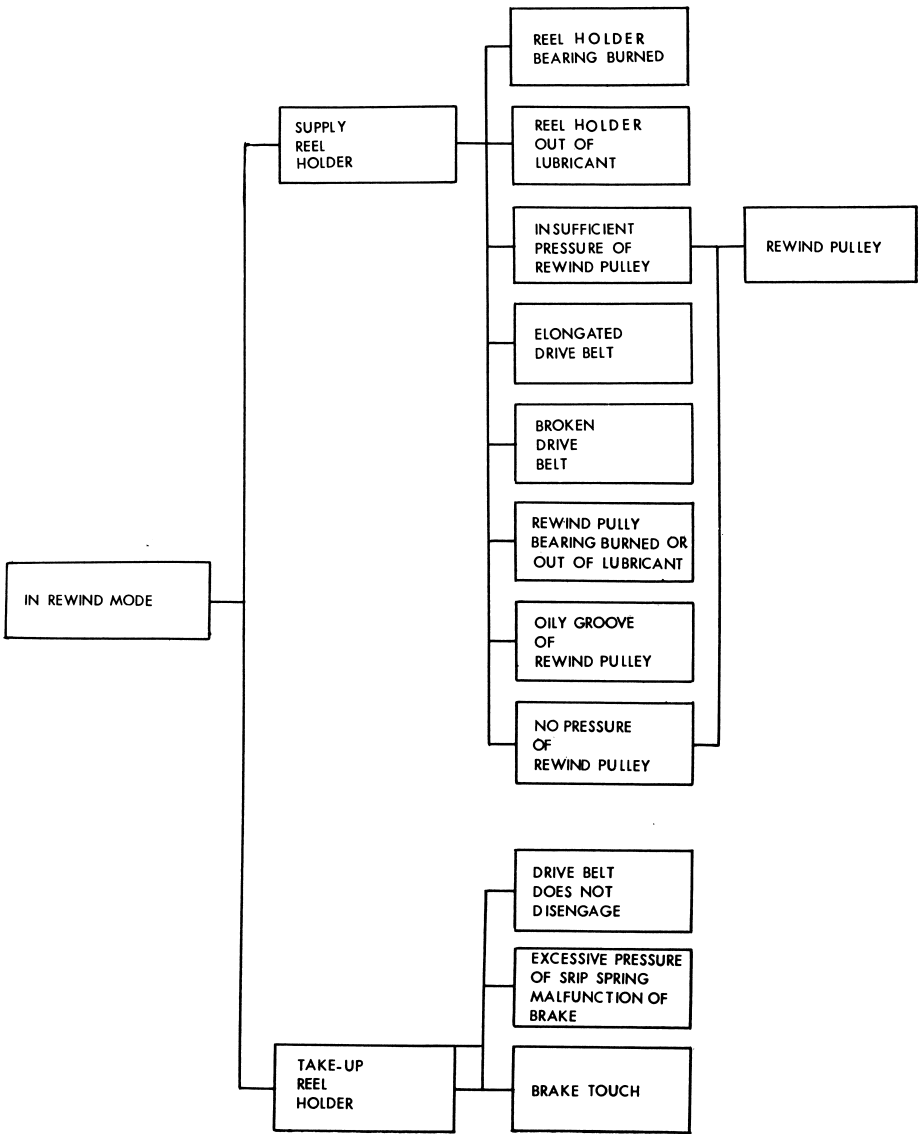 REEL HOLDER
BEARING BURNED
SUPPLY
REEL
HOLDER
REEL HOLDER
OUT OF
LUBRICANT
INSUFFICIENT
PRESSURE OF
REWIND PULLEY
REWIND PULLEY
ELONGATED
DRIVE BELT
BROKEN
DRIVE
BELT
REWIND PULLY
BEARING BURNED OR
OUT OF LUBRICANT
IN REWIND MODE
OILY GROOVE
OF
REWIND PULLEY
NO PRESSURE
OF
REWIND PULLEY
DRIVE BELT
DOES NOT
DISENGAGE
EXCESSIVE PRESSURE
OF SRIP SPRING
MALFUNCTION OF
BRAKE
TAKE-UP
REEL
HOLDER
BRAKE TOUCH